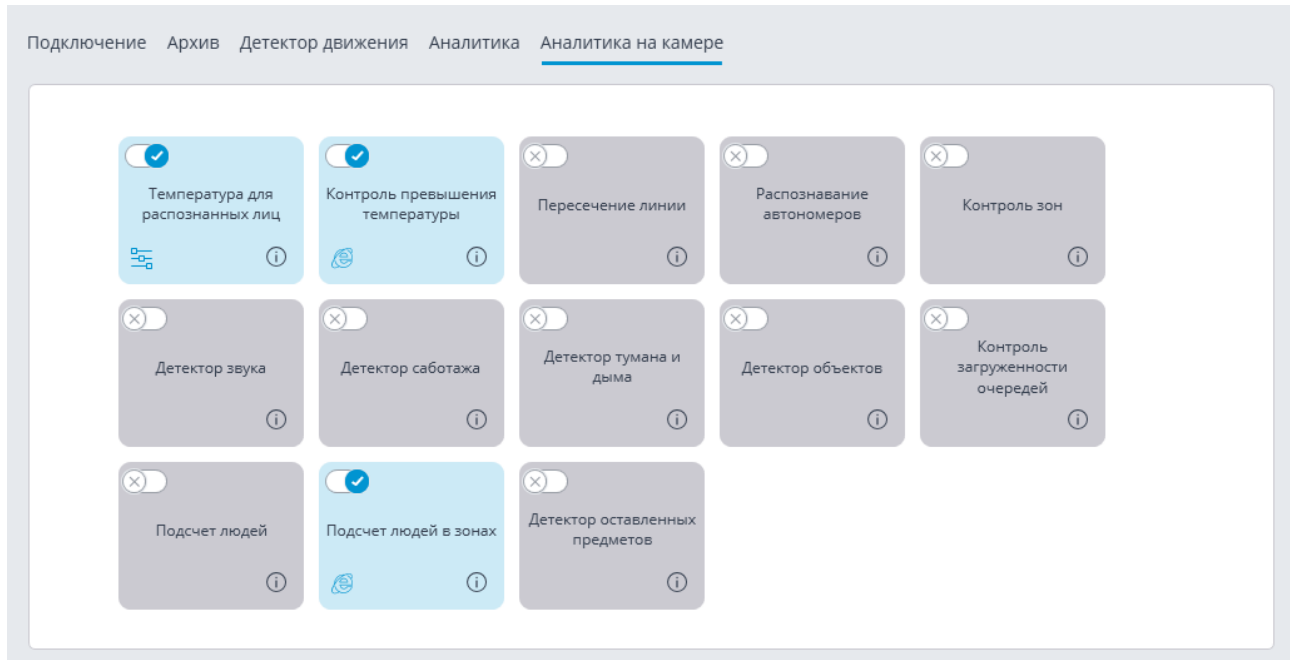 Подключение Архив Детектор движения Аналитика Аналитика на камере
Температура для
распознанных лиц
Контроль превышения
температуры
Пересечение линии
Распознавание
автономеров
Контроль зон
Детектор звука
Детектор саботажа
Детектор тумана и
дыма
Детектор объектов
Контроль
загруженности
очередей
Подсчет людей
Подсчет людей в зонах
Детектор оставленных
предметов